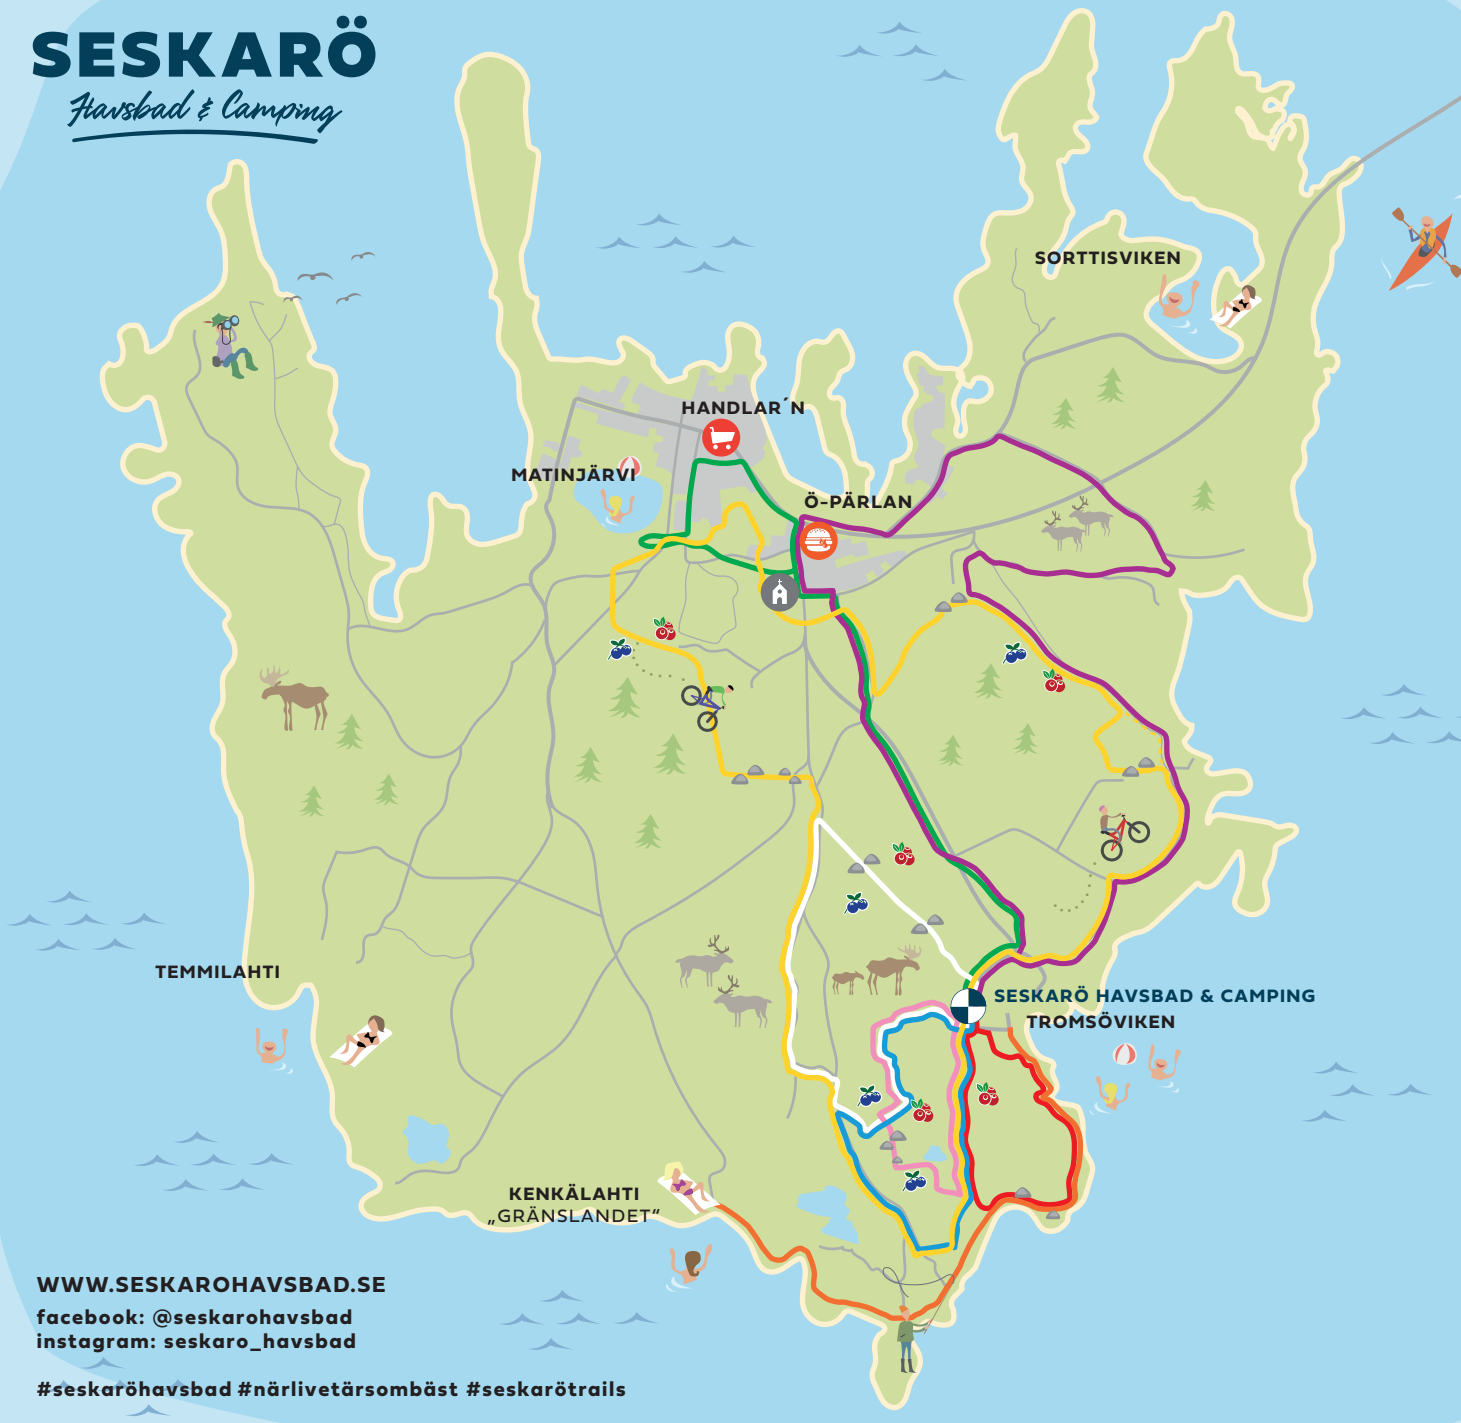 SESKARÖ
Havsbad & Camping
SORTTISVIKEN
HANDLAR´N
MATINJÄRVI
Ö-PÄRLAN
TEMMILAHTI
SESKARÖ HAVSBAD & CAMPING
TROMSÖVIKEN
KENKÄLAHTI
„GRÄNSLANDET“
WWW.SESKAROHAVSBAD.SE
facebook: @seskarohavsbad
instagram: seskaro_havsbad
#seskaröhavsbad #närlivetärsombäst #seskarötrails